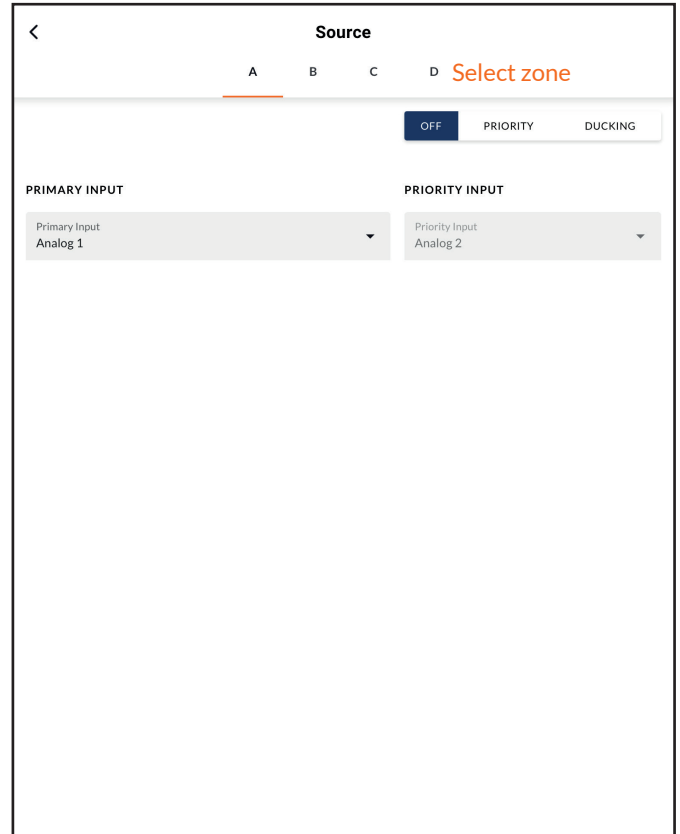 Source
A B C D Select zone
OFF PRIORITY DUCKING
PRIMARY INPUT PRIORITY INPUT
Primary Input Priority Input
Analog 1 Analog 2